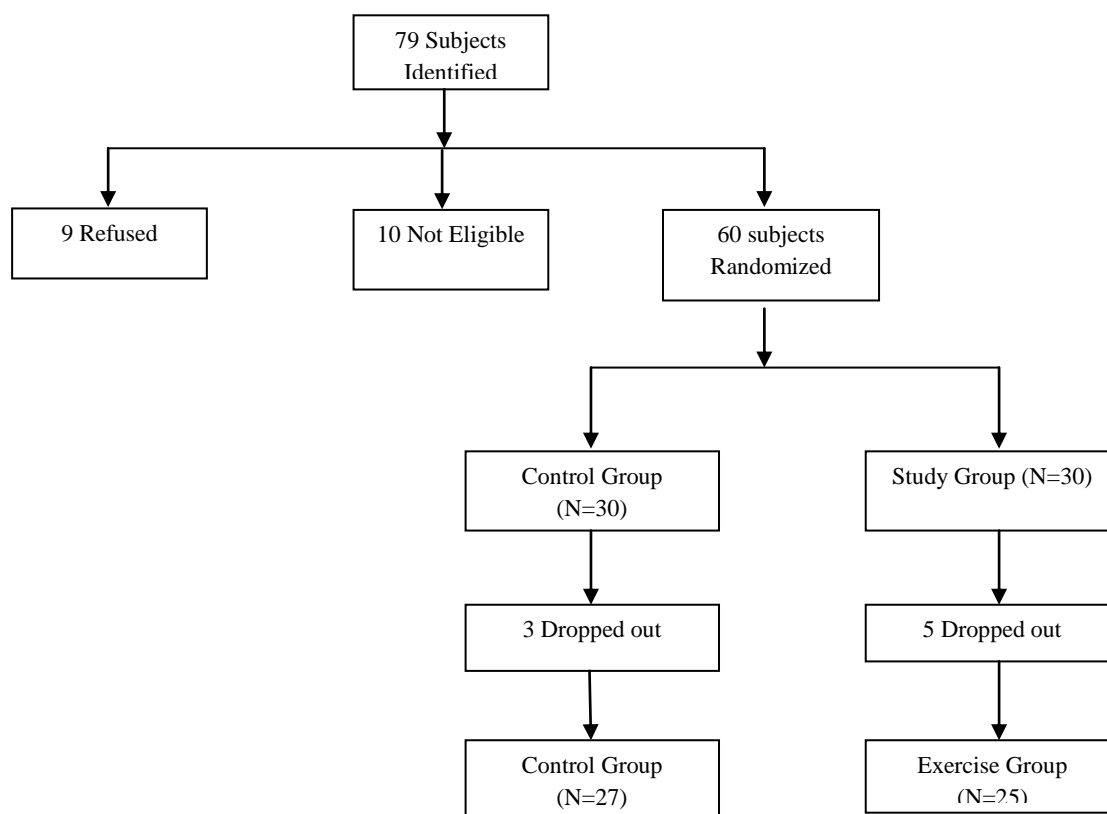 79 Subjects
Identified
9 Refused
10 Not Eligible
60 subjects
Randomized
Control Group
(N=30)
Study Group (N=30)
3 Dropped out
5 Dropped out
Control Group
(N=27)
Exercise Group
(N=25)